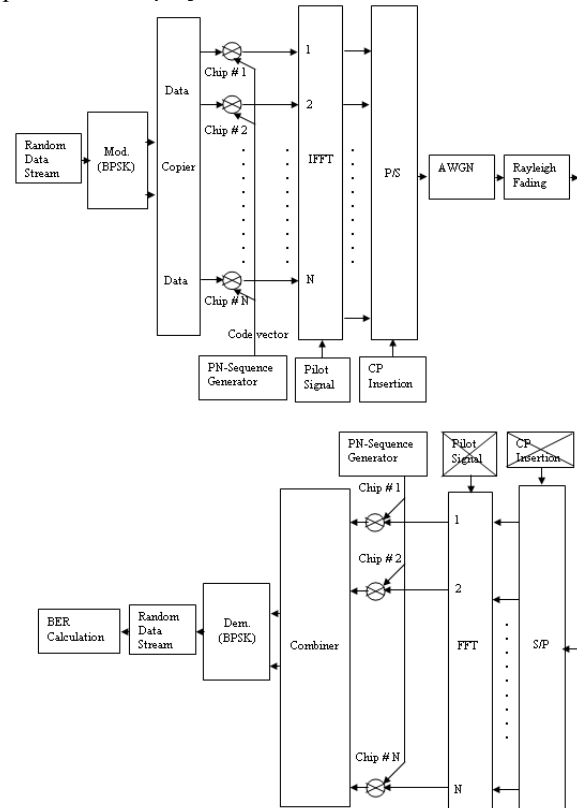 Chip # 1
Data
Chip # 2
Random
Data
Stream
Mod.
(BPSK)
Copier
Data
Chip # N
Code vector
1
2
IFFT
N
P/S
AWGN
Rayleigh
Fading
PN-Sequence
Generator
Pilot
Signal
CP
Insertion
PN-Sequence
Generator
Pilot
Signal
CP
Insertion
Chip # 1
1
Chip #2
2
BER
Calculation
Random
Data
Stream
Dem.
(BPSK)
Combiner
FFT
S/P
Chip # N
N